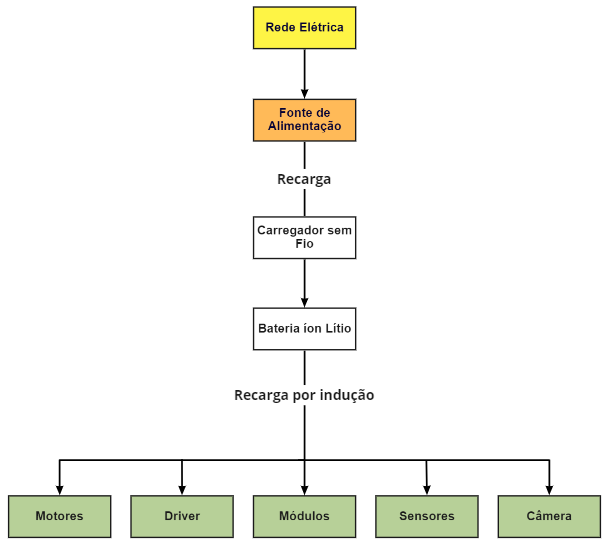 Rede Elétrica
Fonte de
Alimentação
Recarga
Carregador sem
Fio
Bateria íon Lítio
Recarga por indução
Motores
Driver
Módulos
Sensores
Câmera